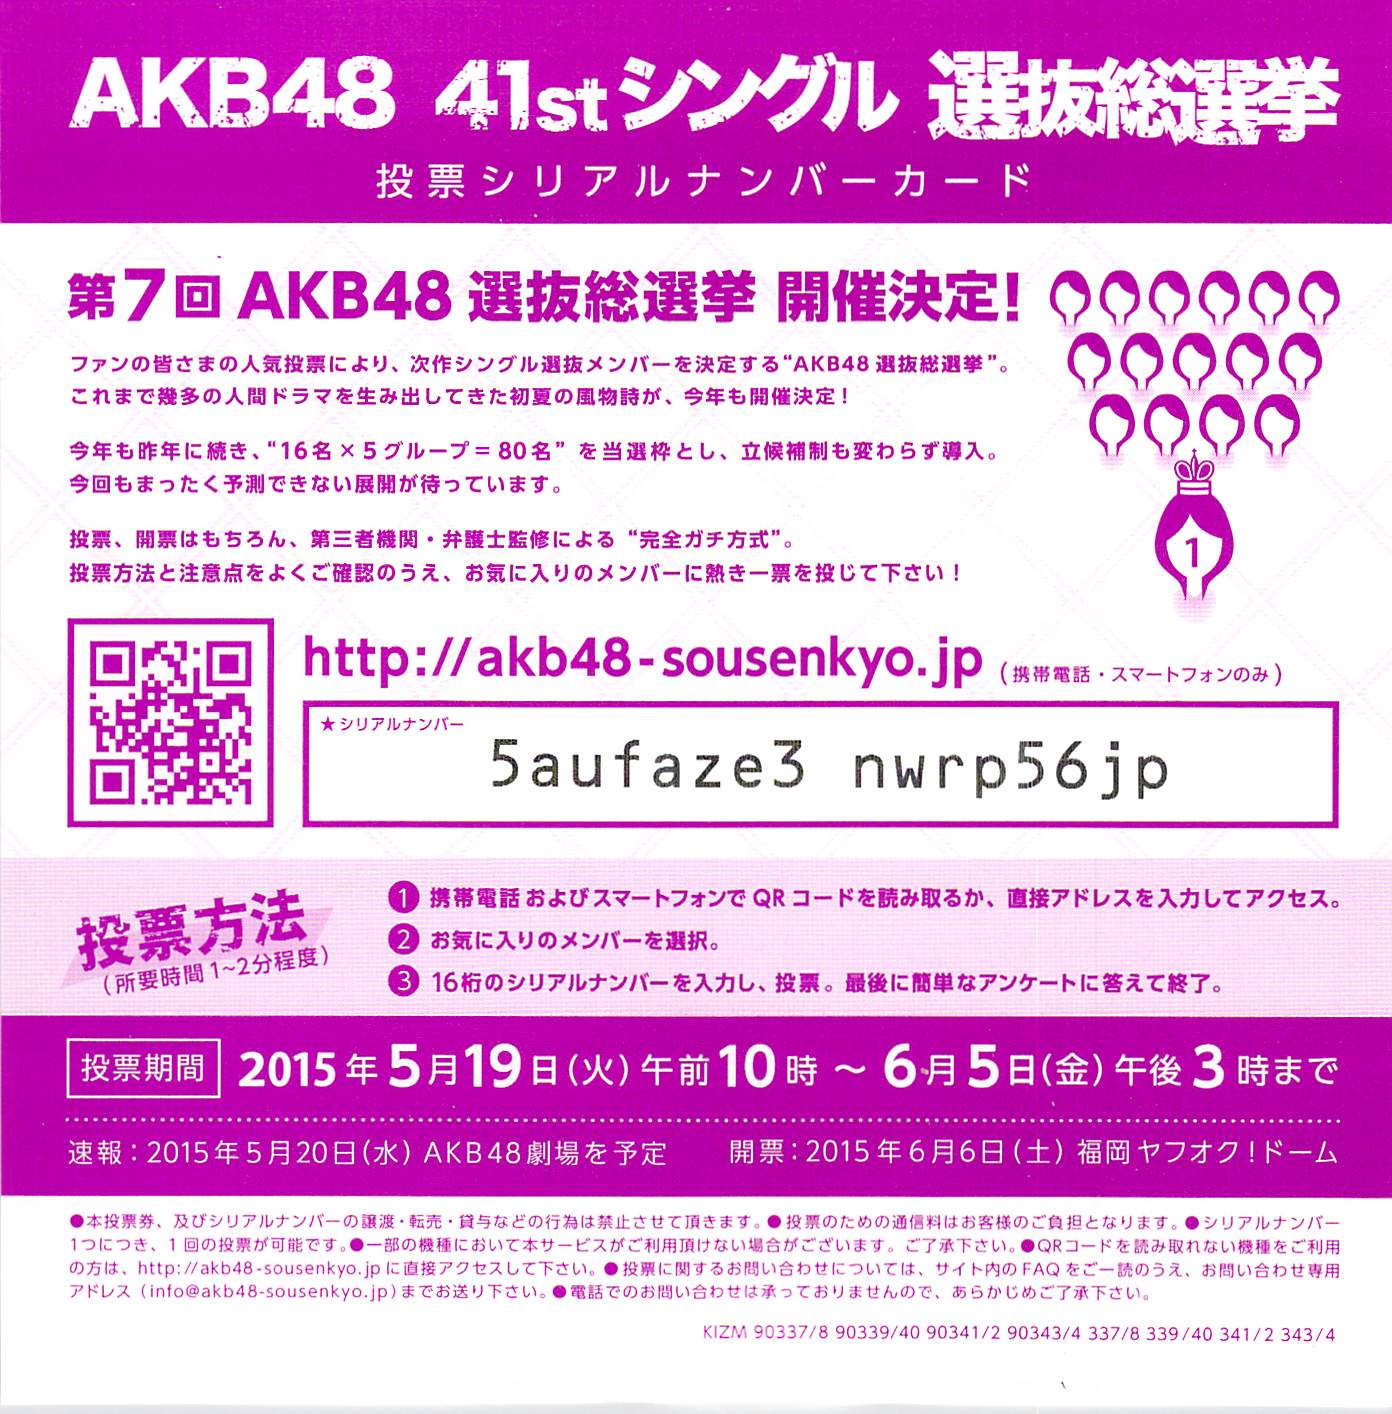 AKB48 41stシングル 選抜総選挙
投票シリアルナンバーカード
第7回 AKB48 選抜総選挙 開催決定!
ファンの皆さまの人気投票により、次作シングル選抜メンバーを決定する“AKB48 選抜総選挙”。
これまで幾多の人間ドラマを生み出してきた初夏の風物詩が、今年も開催決定!
今年も昨年に続き、“16名×5グループ=80名” を当選枠とし、立候補制も変わらず導入。
今回もまったく予測できない展開が待っています。
投票、開票はもちろん、第三者機関・弁護士監修による “完全ガチ方式”。
投票方法と注意点をよくご確認のうえ、お気に入りのメンバーに熱き一票を投じて下さい!
1
http://akb48-sousenkyo.jp (携帯電話・スマートフォンのみ)
★シリアルナンバー
5aufaze3 nwrp56jp
投票方法
(所要時間1~2分程度)
1 携帯電話およびスマートフォンでQRコードを読み取るか、直接アドレスを入力してアクセス。
2 お気に入りのメンバーを選択。
3 16桁のシリアルナンバーを入力し、投票。最後に簡単なアンケートに答えて終了。
投票期間 2015年5月19日(火)午前10時 ~ 6月5日(金)午後3時まで
速報:2015年5月20日(水) AKB48劇場を予定 開票:2015年6月6日(土) 福岡ヤフオク!ドーム
●本投票券、及びシリアルナンバーの譲渡・転売・貸与などの行為は禁止させて頂きます。●投票のための通信料はお客様のご負担となります。●シリアルナンバー
1つにつき、1回の投票が可能です。●一部の機種において本サービスがご利用頂けない場合がございます。ご了承下さい。●QRコードを読み取れない機種をご利用
の方は、http://akb48-sousenkyo.jpに直接アクセスして下さい。●投票に関するお問い合わせについては、サイト内のFAQをご一読のうえ、お問い合わせ専用
アドレス(info@akb48-sousenkyo.jp)までお送り下さい。●電話でのお問い合わせは承っておりませんので、あらかじめご了承下さい。
KIZM 90337/8 90339/40 90341/2 90343/4 337/8 339/40 341/2 343/4